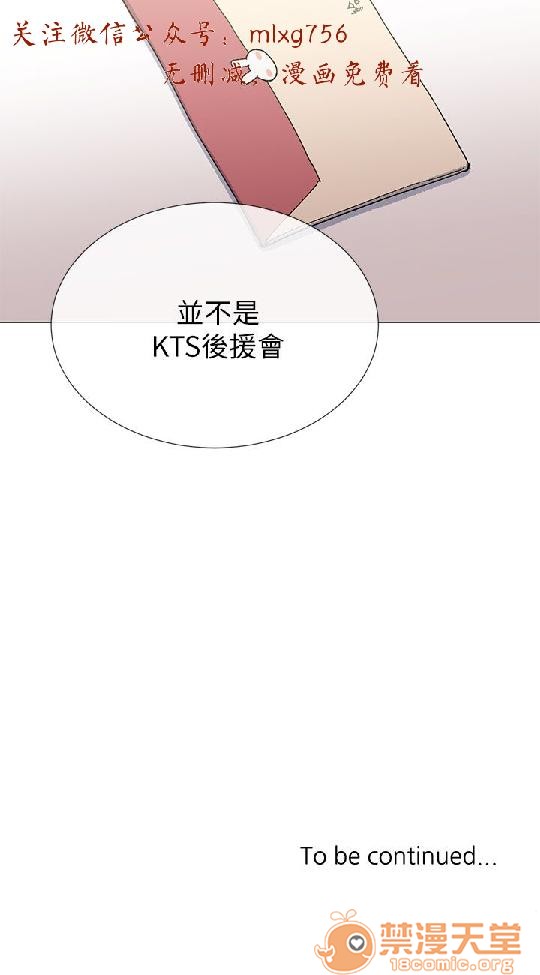 关注微信公众号：mlxg756
无删减，漫画免费看
並不是
KTS後援會
To be continued...
禁漫天堂
18comic.org